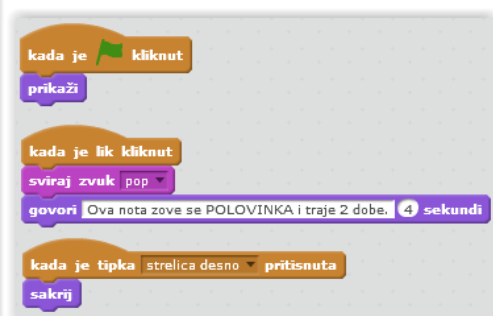 kada je kliknut
prikaži
kada je lik kliknut
sviraj zvuk pop
govori Ova nota zove se POLOVINKA i traje 2 dobe. 4 sekundi
kada je tipka strelica desno pritisnuta
sakrij